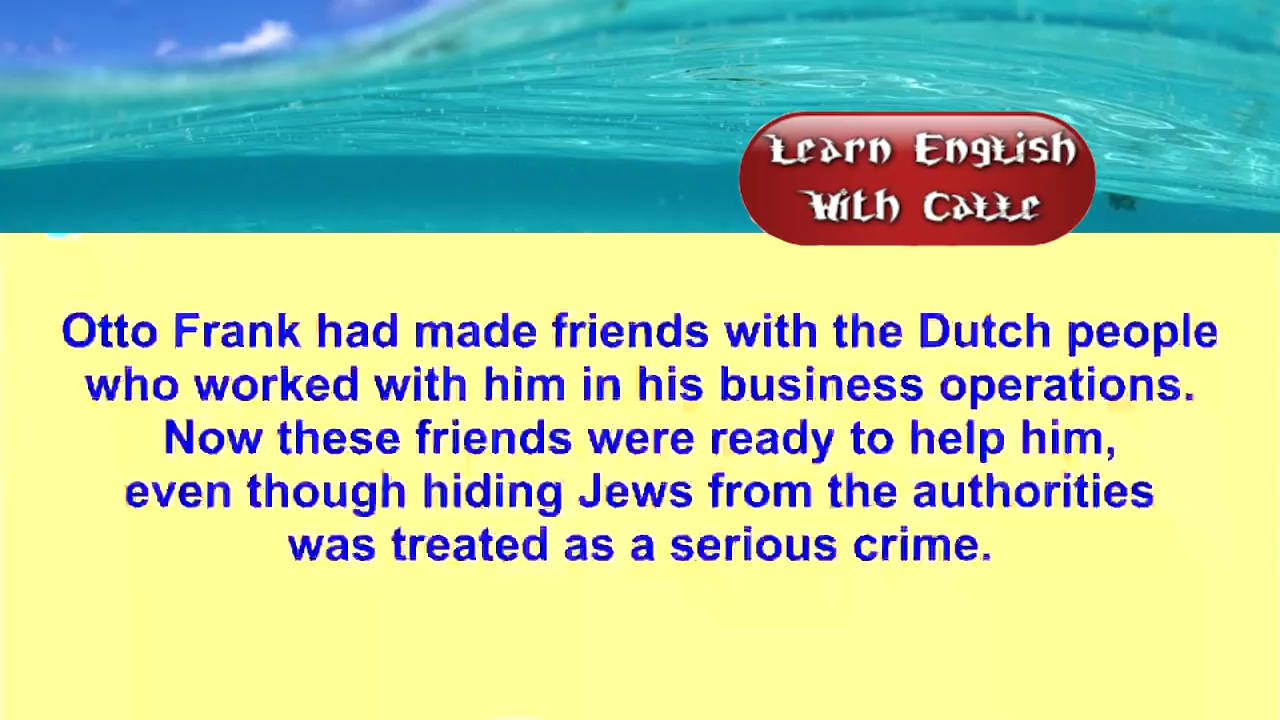 Learn English
With Calle
Otto Frank had made friends with the Dutch people
who worked with him in his business operations.
Now these friends were ready to help him,
even though hiding Jews from the authorities
was treated as a serious crime.